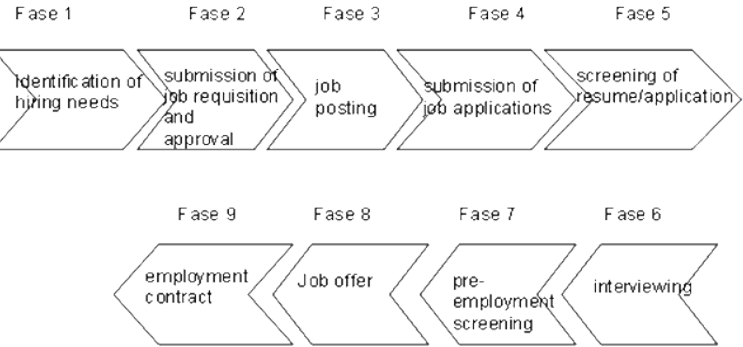 Fase 1
Fase 2
Fase 3
Fase 4
Fase 5
Identification of
hiring needs
submission of
job requisition
and
approval
job
posting
submission of
job applications
screening of
resume/application
Fase 9
Fase 8
Fase 7
Fase 6
employment
contract
Job offer
pre-
employment
screening
interviewing